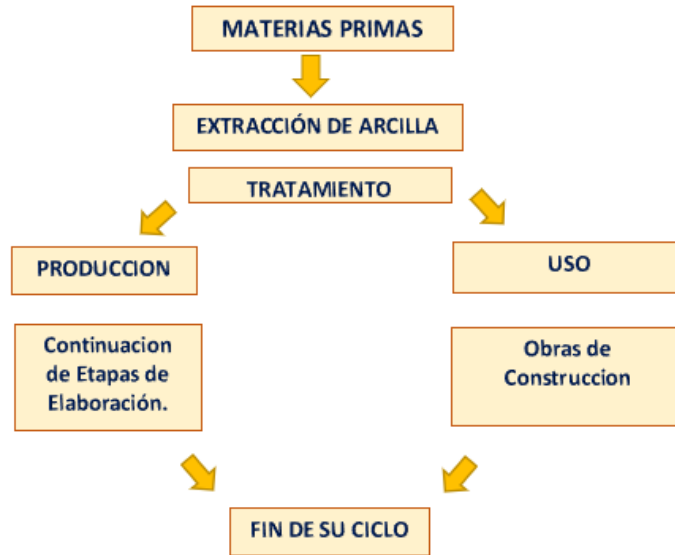 MATERIAS PRIMAS
EXTRACCIÓN DE ARCILLA
TRATAMIENTO
PRODUCCION
USO
Continuacion
de Etapas de
Elaboración.
Obras de
Construccion
FIN DE SU CICLO